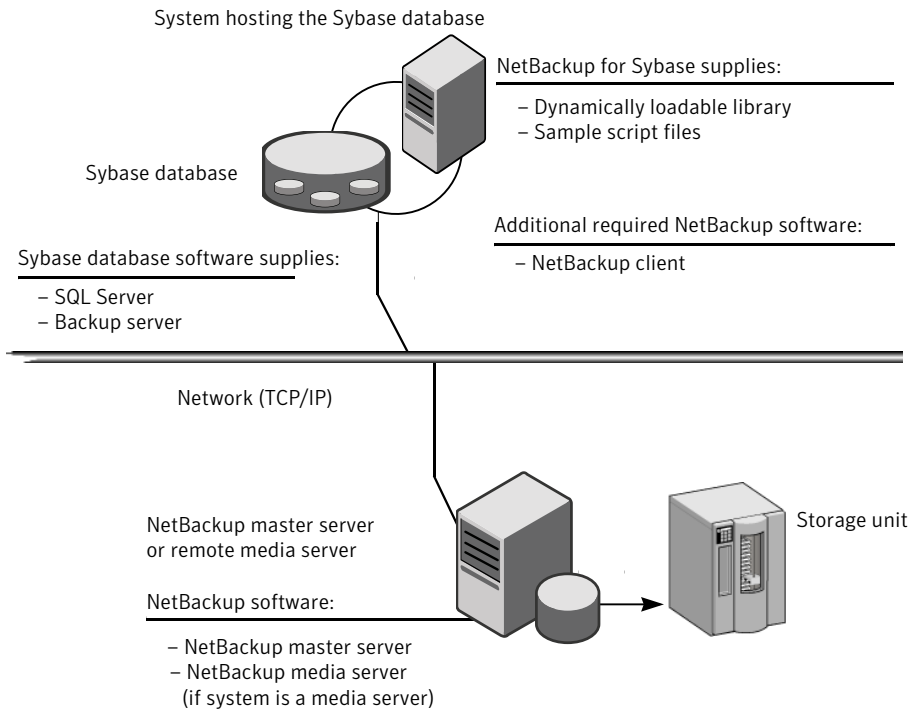 System hosting the Sybase database
NetBackup for Sybase supplies:
– Dynamically loadable library
– Sample script files
Sybase database
Additional required NetBackup software:
– NetBackup client
Sybase database software supplies:
– SQL Server
– Backup server
Network (TCP/IP)
NetBackup master server
or remote media server
Storage unit
NetBackup software:
– NetBackup master server
– NetBackup media server
(if system is a media server)